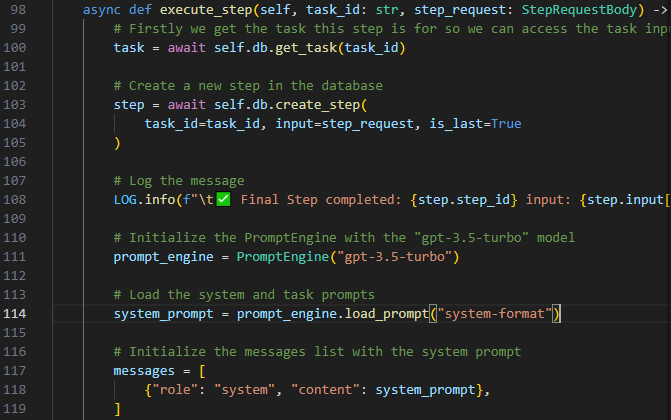 98 async def execute_step(self, task_id: str, step_request: StepRequestBody) ->
99 # Firstly we get the task this step is for so we can access the task inp
100 task = await self.db.get_task(task_id)
101
102 # Create a new step in the database
103 step = await self.db.create_step(
104 task_id=task_id, input=step_request, is_last=True
105 )
106
107 # Log the message
108 LOG.info(f"\t✅ Final Step completed: {step.step_id} input: {step.input[
109
110 # Initialize the PromptEngine with the "gpt-3.5-turbo" model
111 prompt_engine = PromptEngine("gpt-3.5-turbo")
112
113 # Load the system and task prompts
114 system_prompt = prompt_engine.load_prompt("system-format")
115
116 # Initialize the messages list with the system prompt
117 messages = [
118 {"role": "system", "content": system_prompt},
119 ]